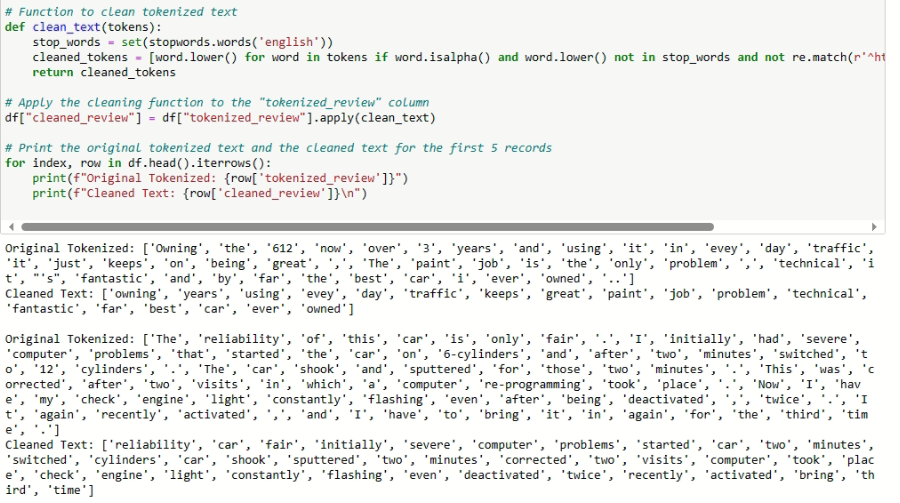 # Function to clean tokenized text
def clean_text(tokens):
    stop_words = set(stopwords.words('english'))
    cleaned_tokens = [word.lower() for word in tokens if word.isalpha() and word.lower() not in stop_words and not re.match(r'^ht
    return cleaned_tokens
# Apply the cleaning function to the "tokenized_review" column
df["cleaned_review"] = df["tokenized_review"].apply(clean_text)
# Print the original tokenized text and the cleaned text for the first 5 records
for index, row in df.head().iterrows():
    print(f"Original Tokenized: {row['tokenized_review']}")
    print(f"Cleaned Text: {row['cleaned_review']}\n")
Original Tokenized: ['Owning', 'the', '612', 'now', 'over', '3', 'years', 'and', 'using', 'it', 'in', 'evey', 'day', 'traffic',
'it', 'just', 'keeps', 'on', 'being', 'great', ',', 'The', 'paint', 'job', 'is', 'the', 'only', 'problem', ',', 'technical', 'i
t', "'s", 'fantastic', 'and', 'by', 'far', 'the', 'best', 'car', 'i', 'ever', 'owned', '..']
Cleaned Text: ['owning', 'years', 'using', 'evey', 'day', 'traffic', 'keeps', 'great', 'paint', 'job', 'problem', 'technical',
'fantastic', 'far', 'best', 'car', 'ever', 'owned']
Original Tokenized: ['The', 'reliability', 'of', 'this', 'car', 'is', 'only', 'fair', '.', 'I', 'initially', 'had', 'severe',
'computer', 'problems', 'that', 'started', 'the', 'car', 'on', '6-cylinders', 'and', 'after', 'two', 'minutes', 'switched', 't
o', '12', 'cylinders', '.', 'The', 'car', 'shook', 'and', 'sputtered', 'for', 'those', 'two', 'minutes', '.', 'This', 'was', 'c
orrected', 'after', 'two', 'visits', 'in', 'which', 'a', 'computer', 're-programming', 'took', 'place', '.', 'Now', 'I', 'hav
e', 'my', 'check', 'engine', 'light', 'constantly', 'flashing', 'even', 'after', 'being', 'deactivated', ',', 'twice', '.', 'I
t', 'again', 'recently', 'activated', ',', 'and', 'I', 'have', 'to', 'bring', 'it', 'in', 'again', 'for', 'the', 'third', 'tim
e', '.']
Cleaned Text: ['reliability', 'car', 'fair', 'initially', 'severe', 'computer', 'problems', 'started', 'car', 'two', 'minutes',
'switched', 'cylinders', 'car', 'shook', 'sputtered', 'two', 'minutes', 'corrected', 'two', 'visits', 'computer', 'took', 'plac
e', 'check', 'engine', 'light', 'constantly', 'flashing', 'even', 'deactivated', 'twice', 'recently', 'activated', 'bring', 'th
ird', 'time']